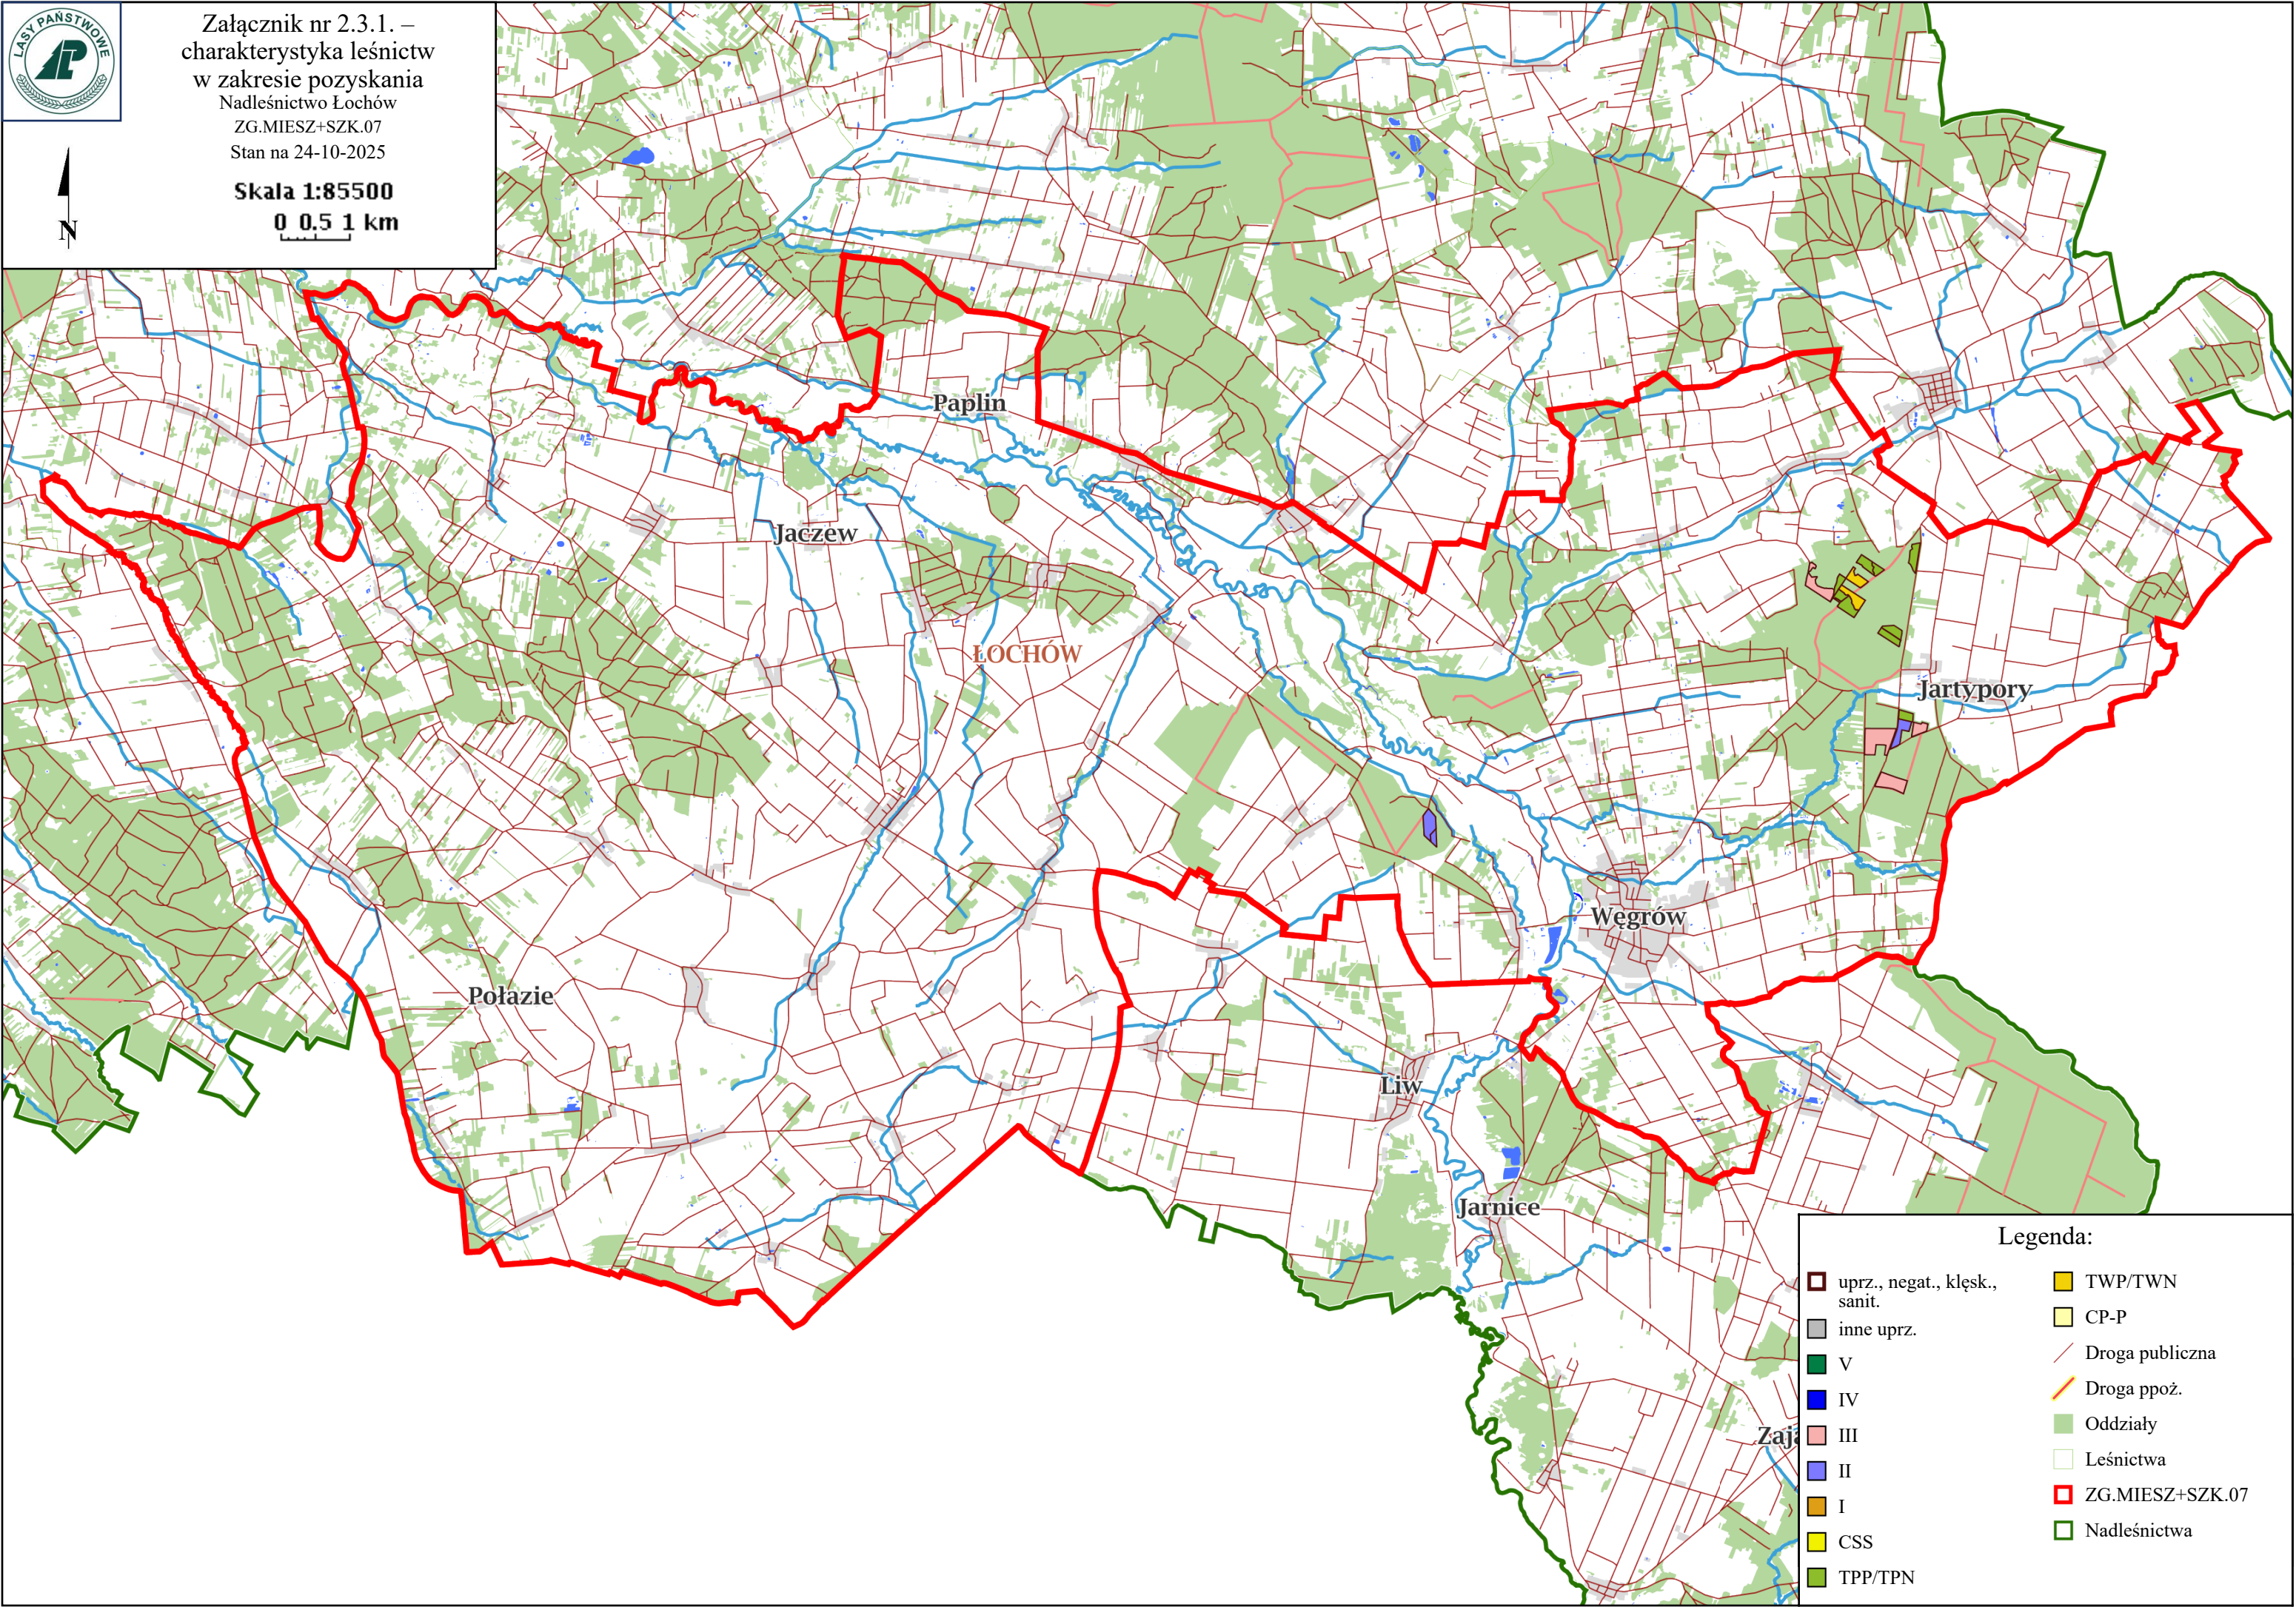 LASY PAŃSTWOWE
LP
Załącznik nr 2.3.1. –
charakterystyka leśnictw
w zakresie pozyskania
Nadleśnictwo Łochów
ZG.MIESZ+SZK.07
Stan na 24-10-2025
Skala 1:85500
0 0.5 1 km
N
Paplin
Jaczew
ŁOCHÓW
Jartypory
Węgrów
Połazie
Liw
Jarnice
Legenda:
uprz., negat., klęsk.,
sanit.
inne uprz.
V
IV
III
II
I
CSS
TPP/TPN
TWP/TWN
CP-P
Droga publiczna
Droga ppoż.
Oddziały
Leśnictwa
ZG.MIESZ+SZK.07
Nadleśnictwa